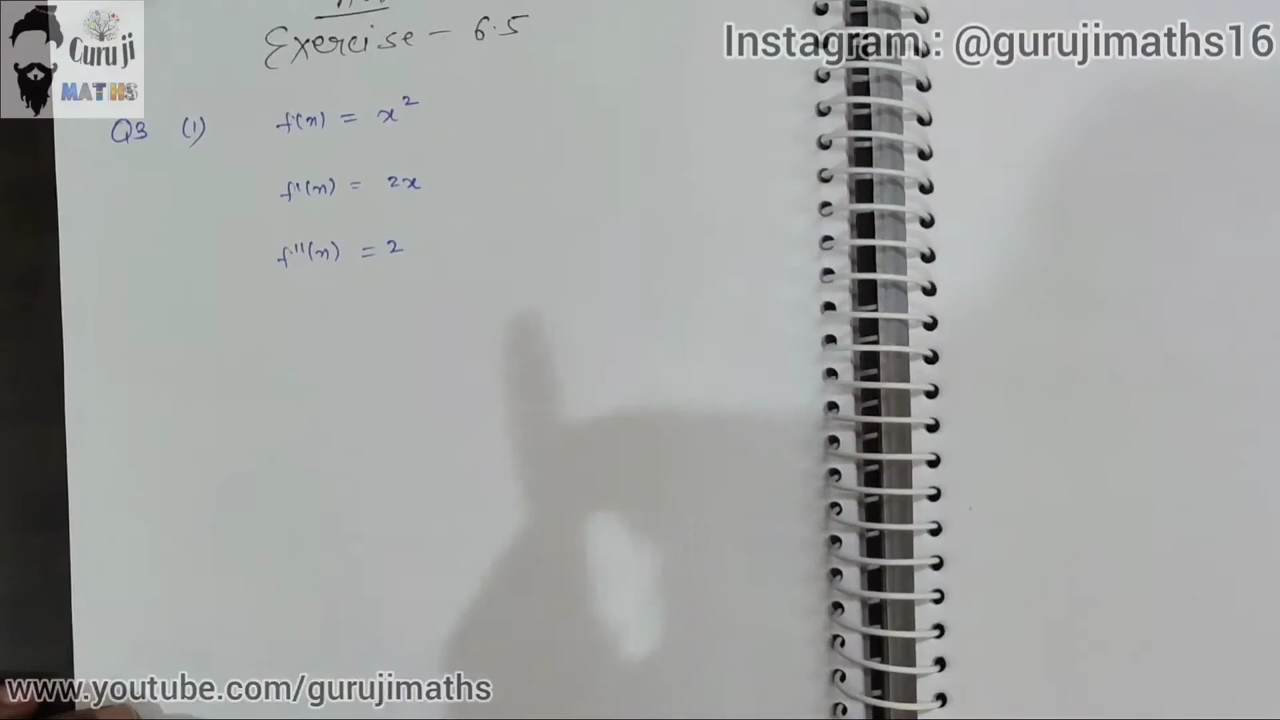 Exercise - 6.5
Instagram : @gurujimaths16
Guru ji
MATHS
Q3 (1) f(x) = x²
f'(x) = 2x
f''(x) = 2
www.youtube.com/gurujimaths